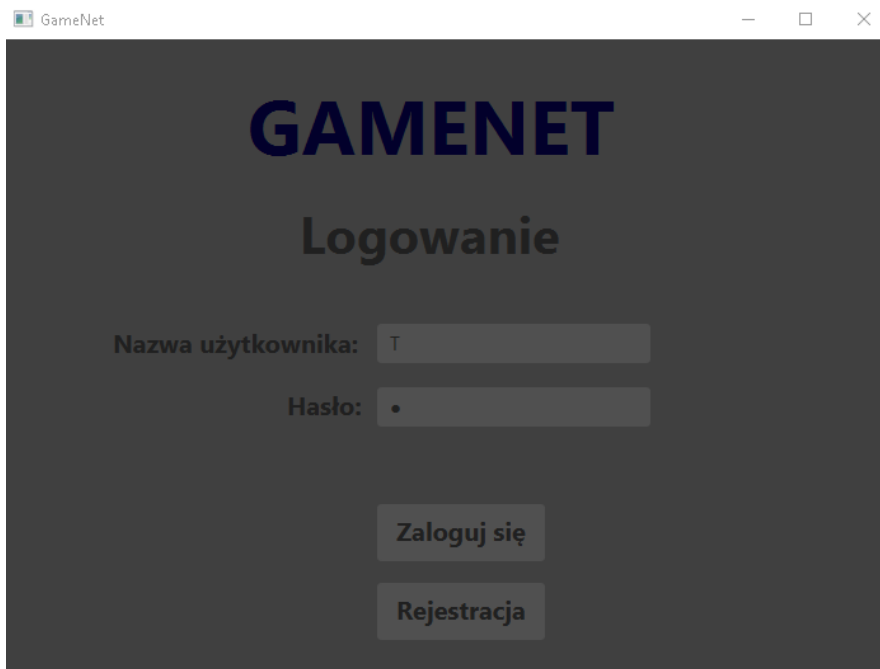 GameNet
GAMENET
Logowanie
Nazwa użytkownika: T
Hasło: ●
Zaloguj się
Rejestracja